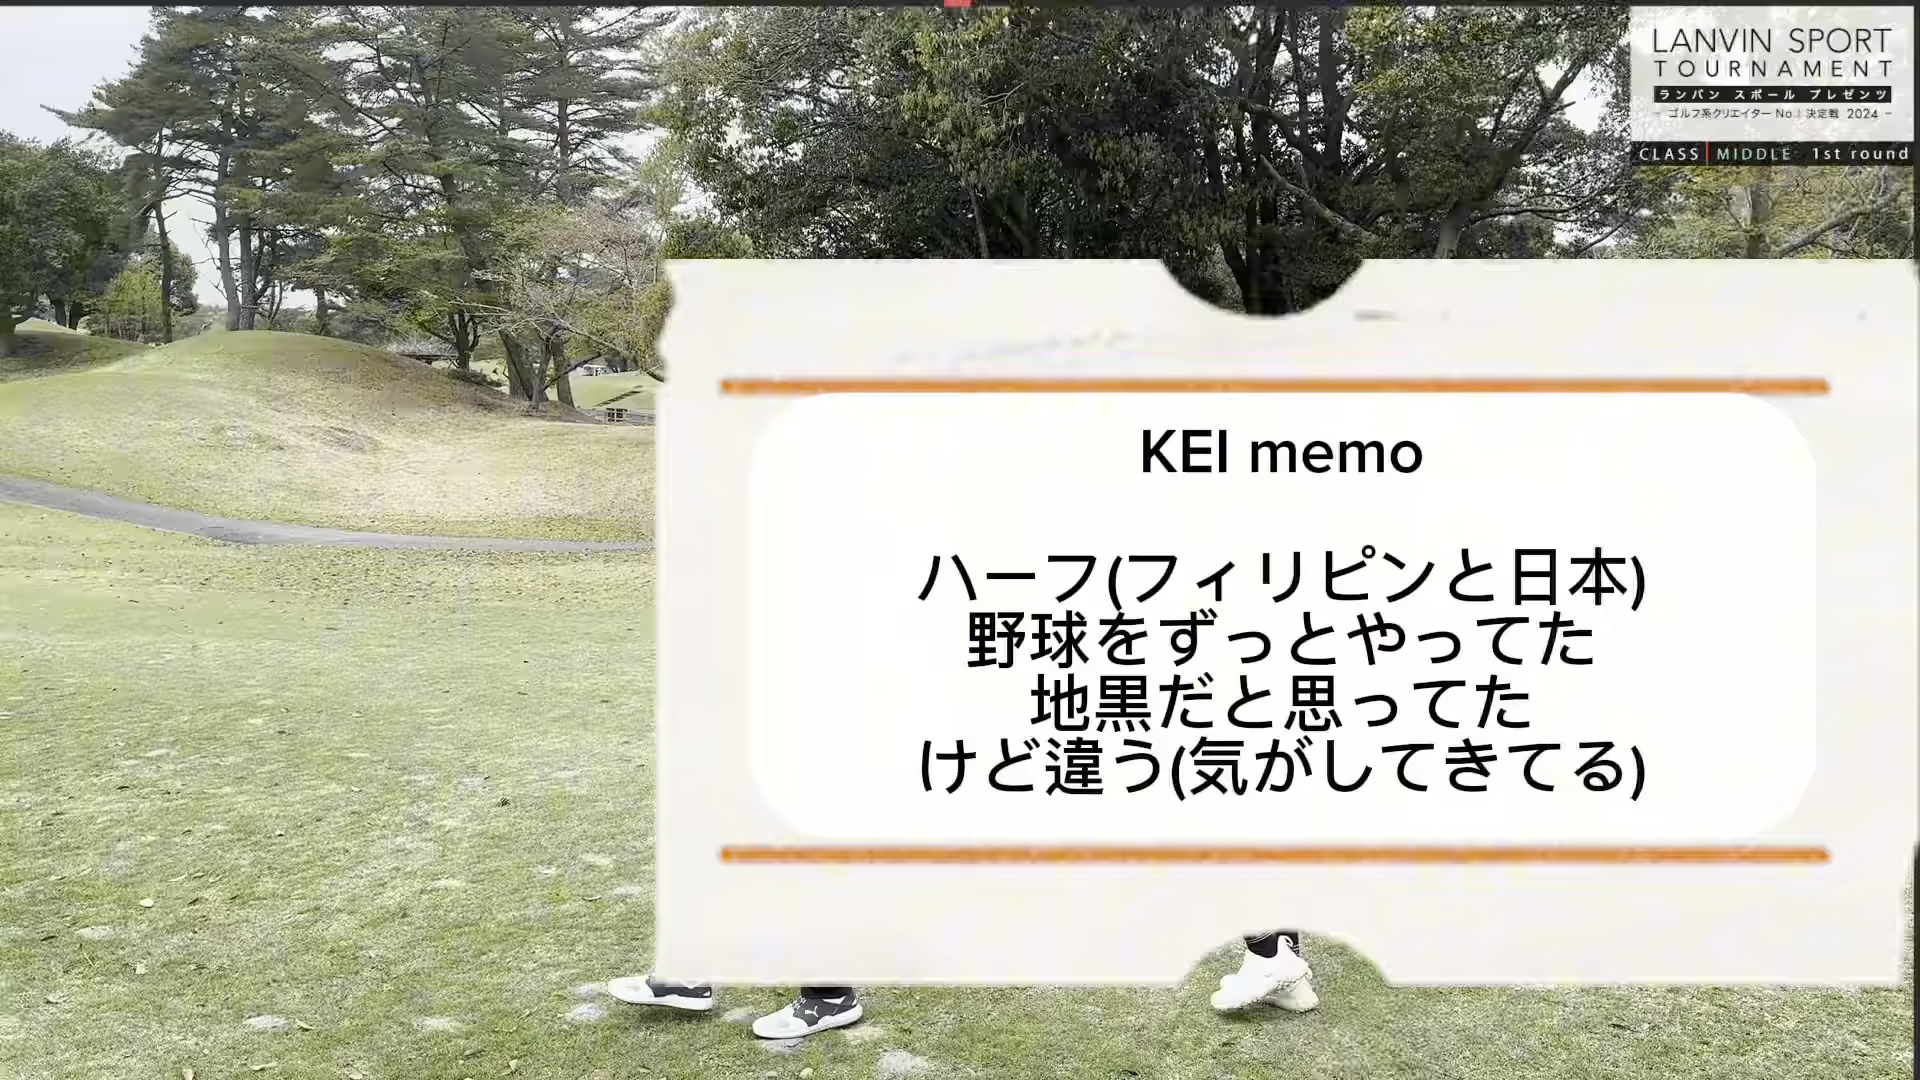 LANVIN SPORT
TOURNAMENT
ランバン スポール プレゼンツ
- ゴルフ系クリエイター No.1 決定戦 2024 -
CLASS | MIDDLE 1st round
KEI memo
ハーフ(フィリピンと日本)
野球をずっとやってた
地黒だと思ってた
けど違う(気がしてきてる)